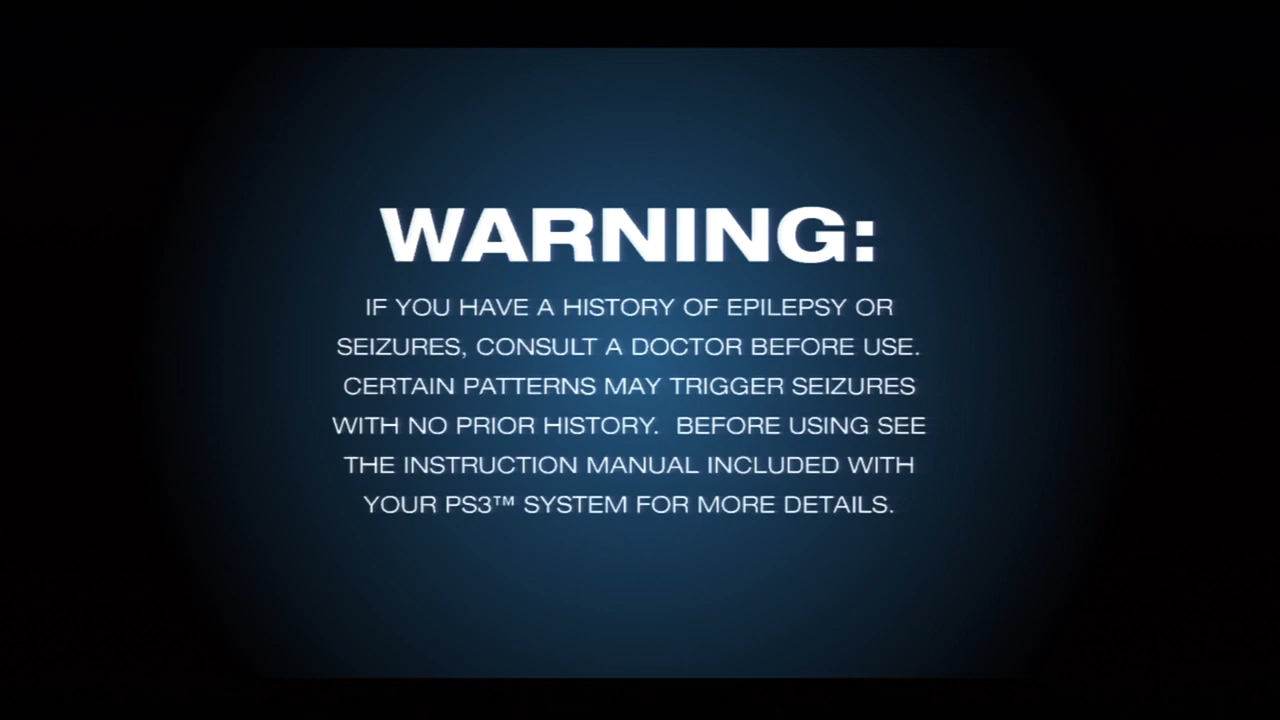 WARNING:
IF YOU HAVE A HISTORY OF EPILEPSY OR
SEIZURES, CONSULT A DOCTOR BEFORE USE.
CERTAIN PATTERNS MAY TRIGGER SEIZURES
WITH NO PRIOR HISTORY.  BEFORE USING SEE
THE INSTRUCTION MANUAL INCLUDED WITH
YOUR PS3™ SYSTEM FOR MORE DETAILS.